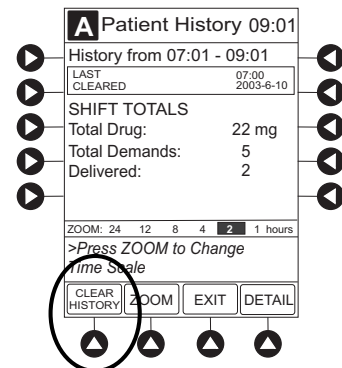 A Patient History 09:01
History from 07:01 - 09:01
LAST CLEARED 07:00 2003-6-10
SHIFT TOTALS
Total Drug: 22 mg
Total Demands: 5
Delivered: 2
ZOOM: 24 12 8 4 2 1 hours
>Press ZOOM to Change
Time Scale
CLEAR HISTORY ZOOM EXIT DETAIL